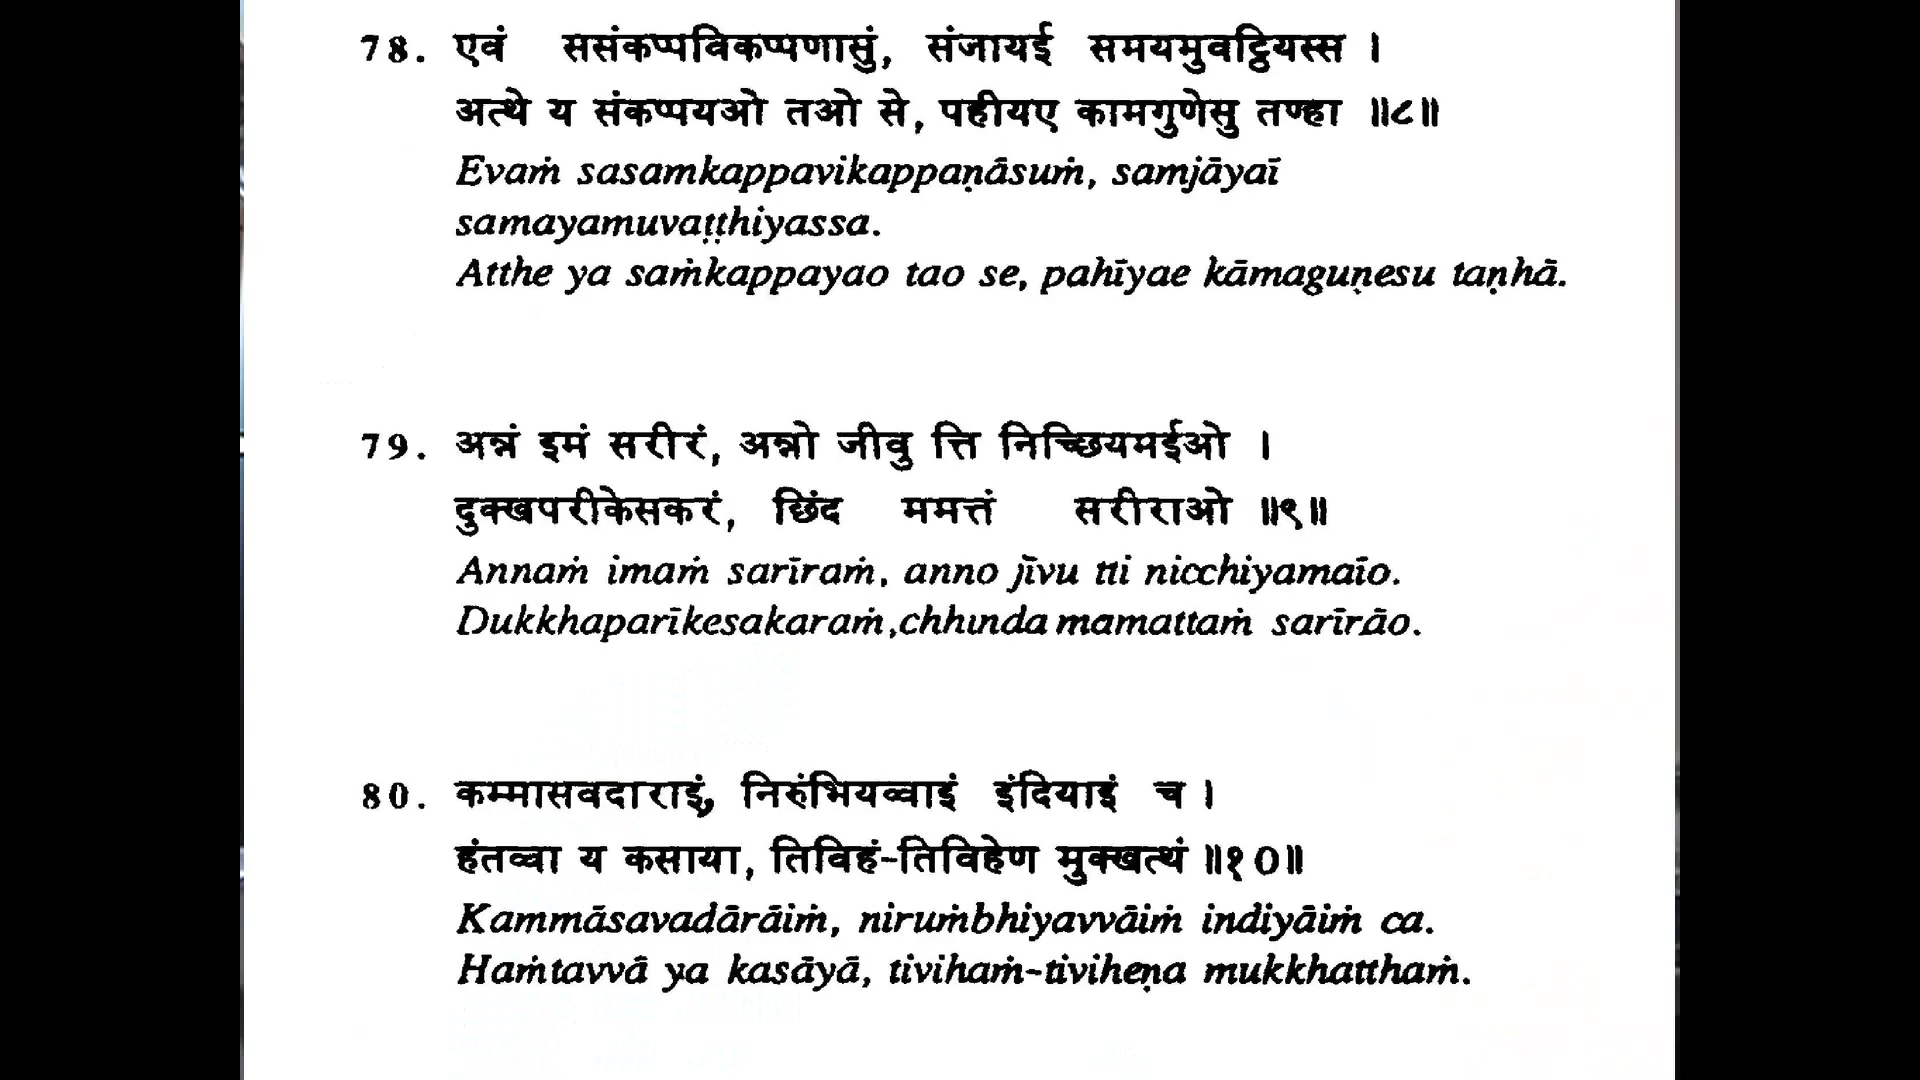 78. एवं ससंकप्पविकप्पणासुं, संजायई समयमुवट्ठियस्स ।
अत्थे य संकप्पयओ तओ से, पहीयए कामगुणेसु तण्हा ॥८॥
Evaṁ sasamkappavikappaṇāsuṁ, samjāyaī
samayamuvaṭṭhiyassa.
Atthe ya saṁkappayao tao se, pahīyae kāmaguṇesu taṇhā.
79. अन्नं इमं सरीरं, अन्नो जीवु त्ति निच्छियमईओ ।
दुक्खपरीकेसकरं, छिंद ममत्तं सरीराओ ॥९॥
Annaṁ imaṁ sarīraṁ, anno jīvu tti nicchiyamaīo.
Dukkhaparīkesakaraṁ,chhinda mamattaṁ sarīrāo.
80. कम्मासवदाराइं, निरुंभियव्वाइं इंदियाइं च ।
हंतव्वा य कसाया, तिविहं-तिविहेण मुक्खत्थं ॥१०॥
Kammāsavadārāiṁ, niruṁbhiyavvāiṁ indiyāiṁ ca.
Haṁtavvā ya kasāyā, tivihaṁ-tiviheṇa mukkhatthaṁ.